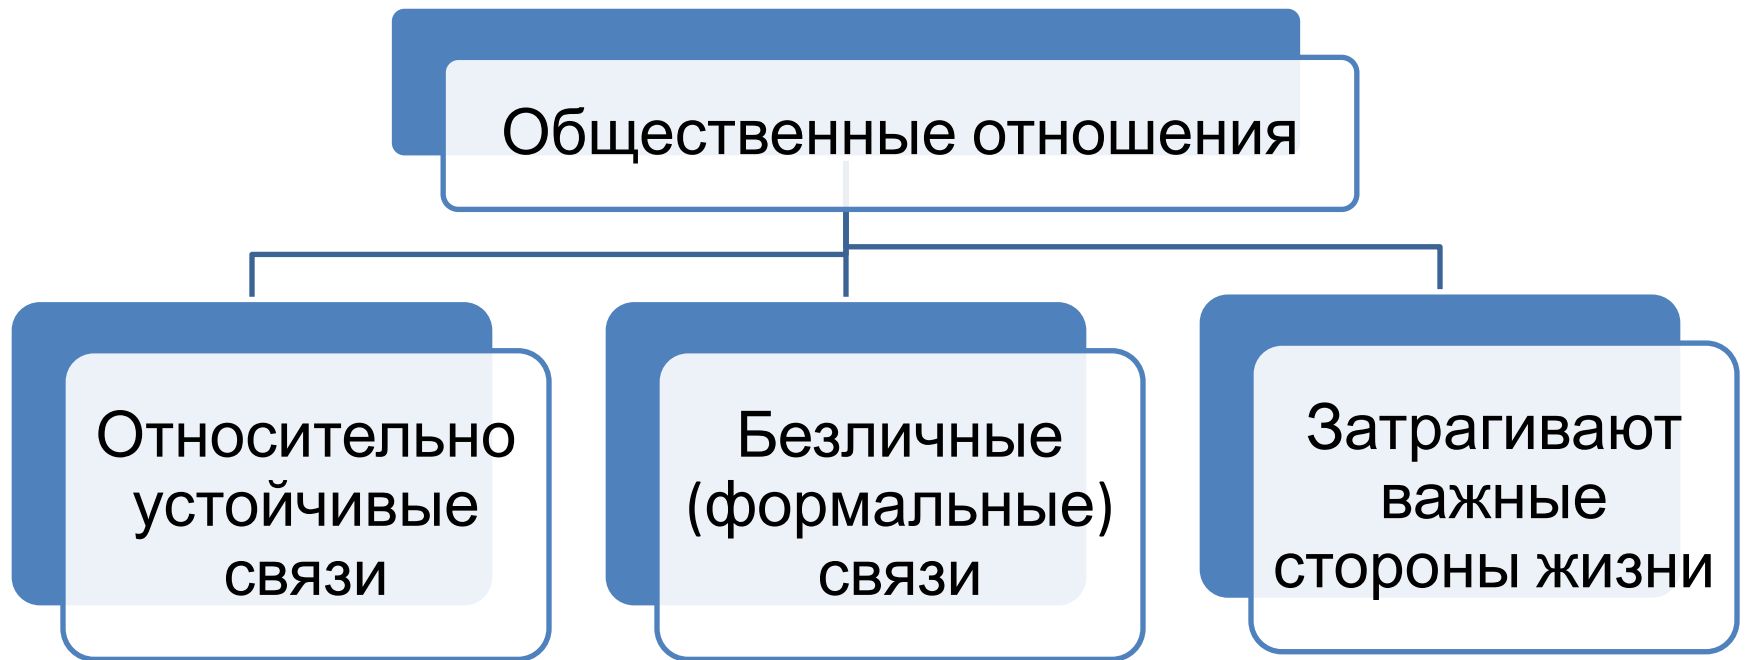 Общественные отношения
Относительно
устойчивые
связи
Безличные
(формальные)
связи
Затрагивают
важные
стороны жизни